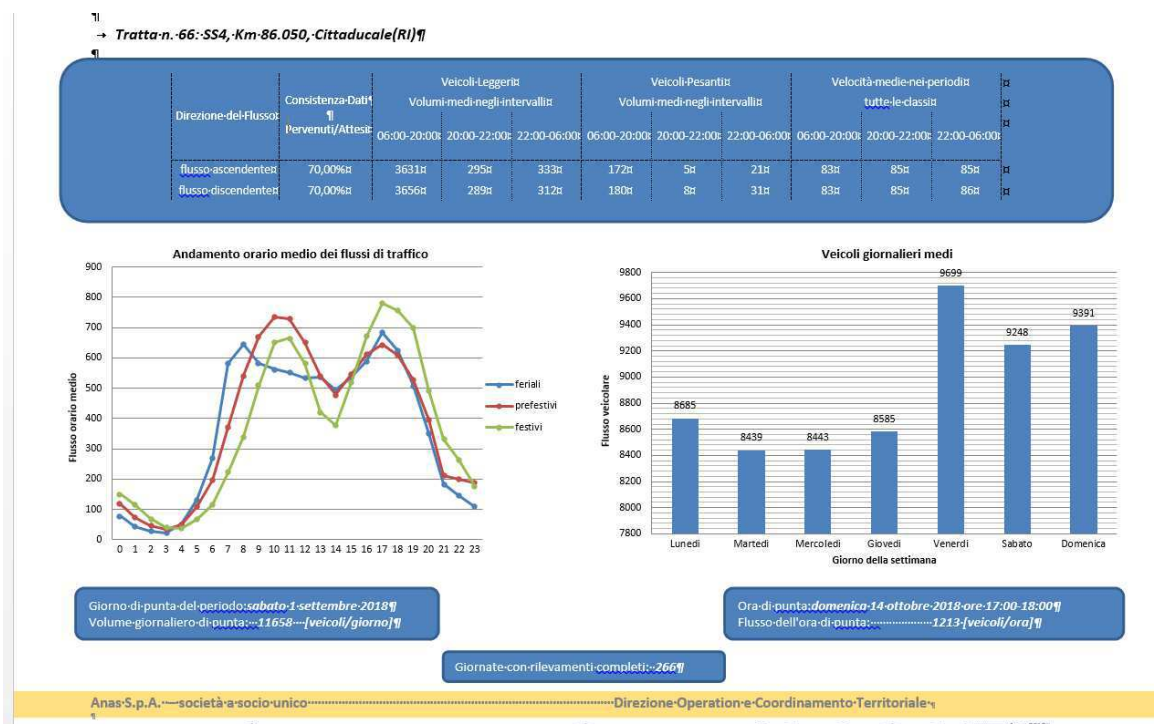 Tratta n. 66: SS4, Km 86.050, Cittaducale(RI)
Direzione del Flusso
Consistenza Dati
Pervenuti/Attesi
Veicoli Leggeri
Volumi medi negli intervalli
Veicoli Pesanti
Volumi medi negli intervalli
Velocità medie nei periodi
tutte le classi
06:00-20:00 20:00-22:00 22:00-06:00 06:00-20:00 20:00-22:00 22:00-06:00 06:00-20:00 20:00-22:00 22:00-06:00
flusso ascendente 70,00% 3631 295 333 172 5 21 83 85 85
flusso discendente 70,00% 3656 289 312 180 8 31 83 85 86
Andamento orario medio dei flussi di traffico
Flusso orario medio
900
800
700
600
500
400
300
200
100
0
0 1 2 3 4 5 6 7 8 9 10 11 12 13 14 15 16 17 18 19 20 21 22 23
feriali
prefestivi
festivi
Veicoli giornalieri medi
Flusso veicolare
9800
9600
9400
9200
9000
8800
8600
8400
8200
8000
7800
8685
8439
8443
8585
9699
9248
9391
Lunedì Martedì Mercoledì Giovedì Venerdì Sabato Domenica
Giorno della settimana
Giorno di punta del periodo: sabato 1 settembre 2018
Volume giornaliero di punta: 11658 [veicoli/giorno]
Ora di punta: domenica 14 ottobre 2018 ore 17:00-18:00
Flusso dell'ora di punta: 1213 [veicoli/ora]
Giornate con rilevamenti completi: 266
Anas S.p.A. – società a socio unico Direzione Operation e Coordinamento Territoriale